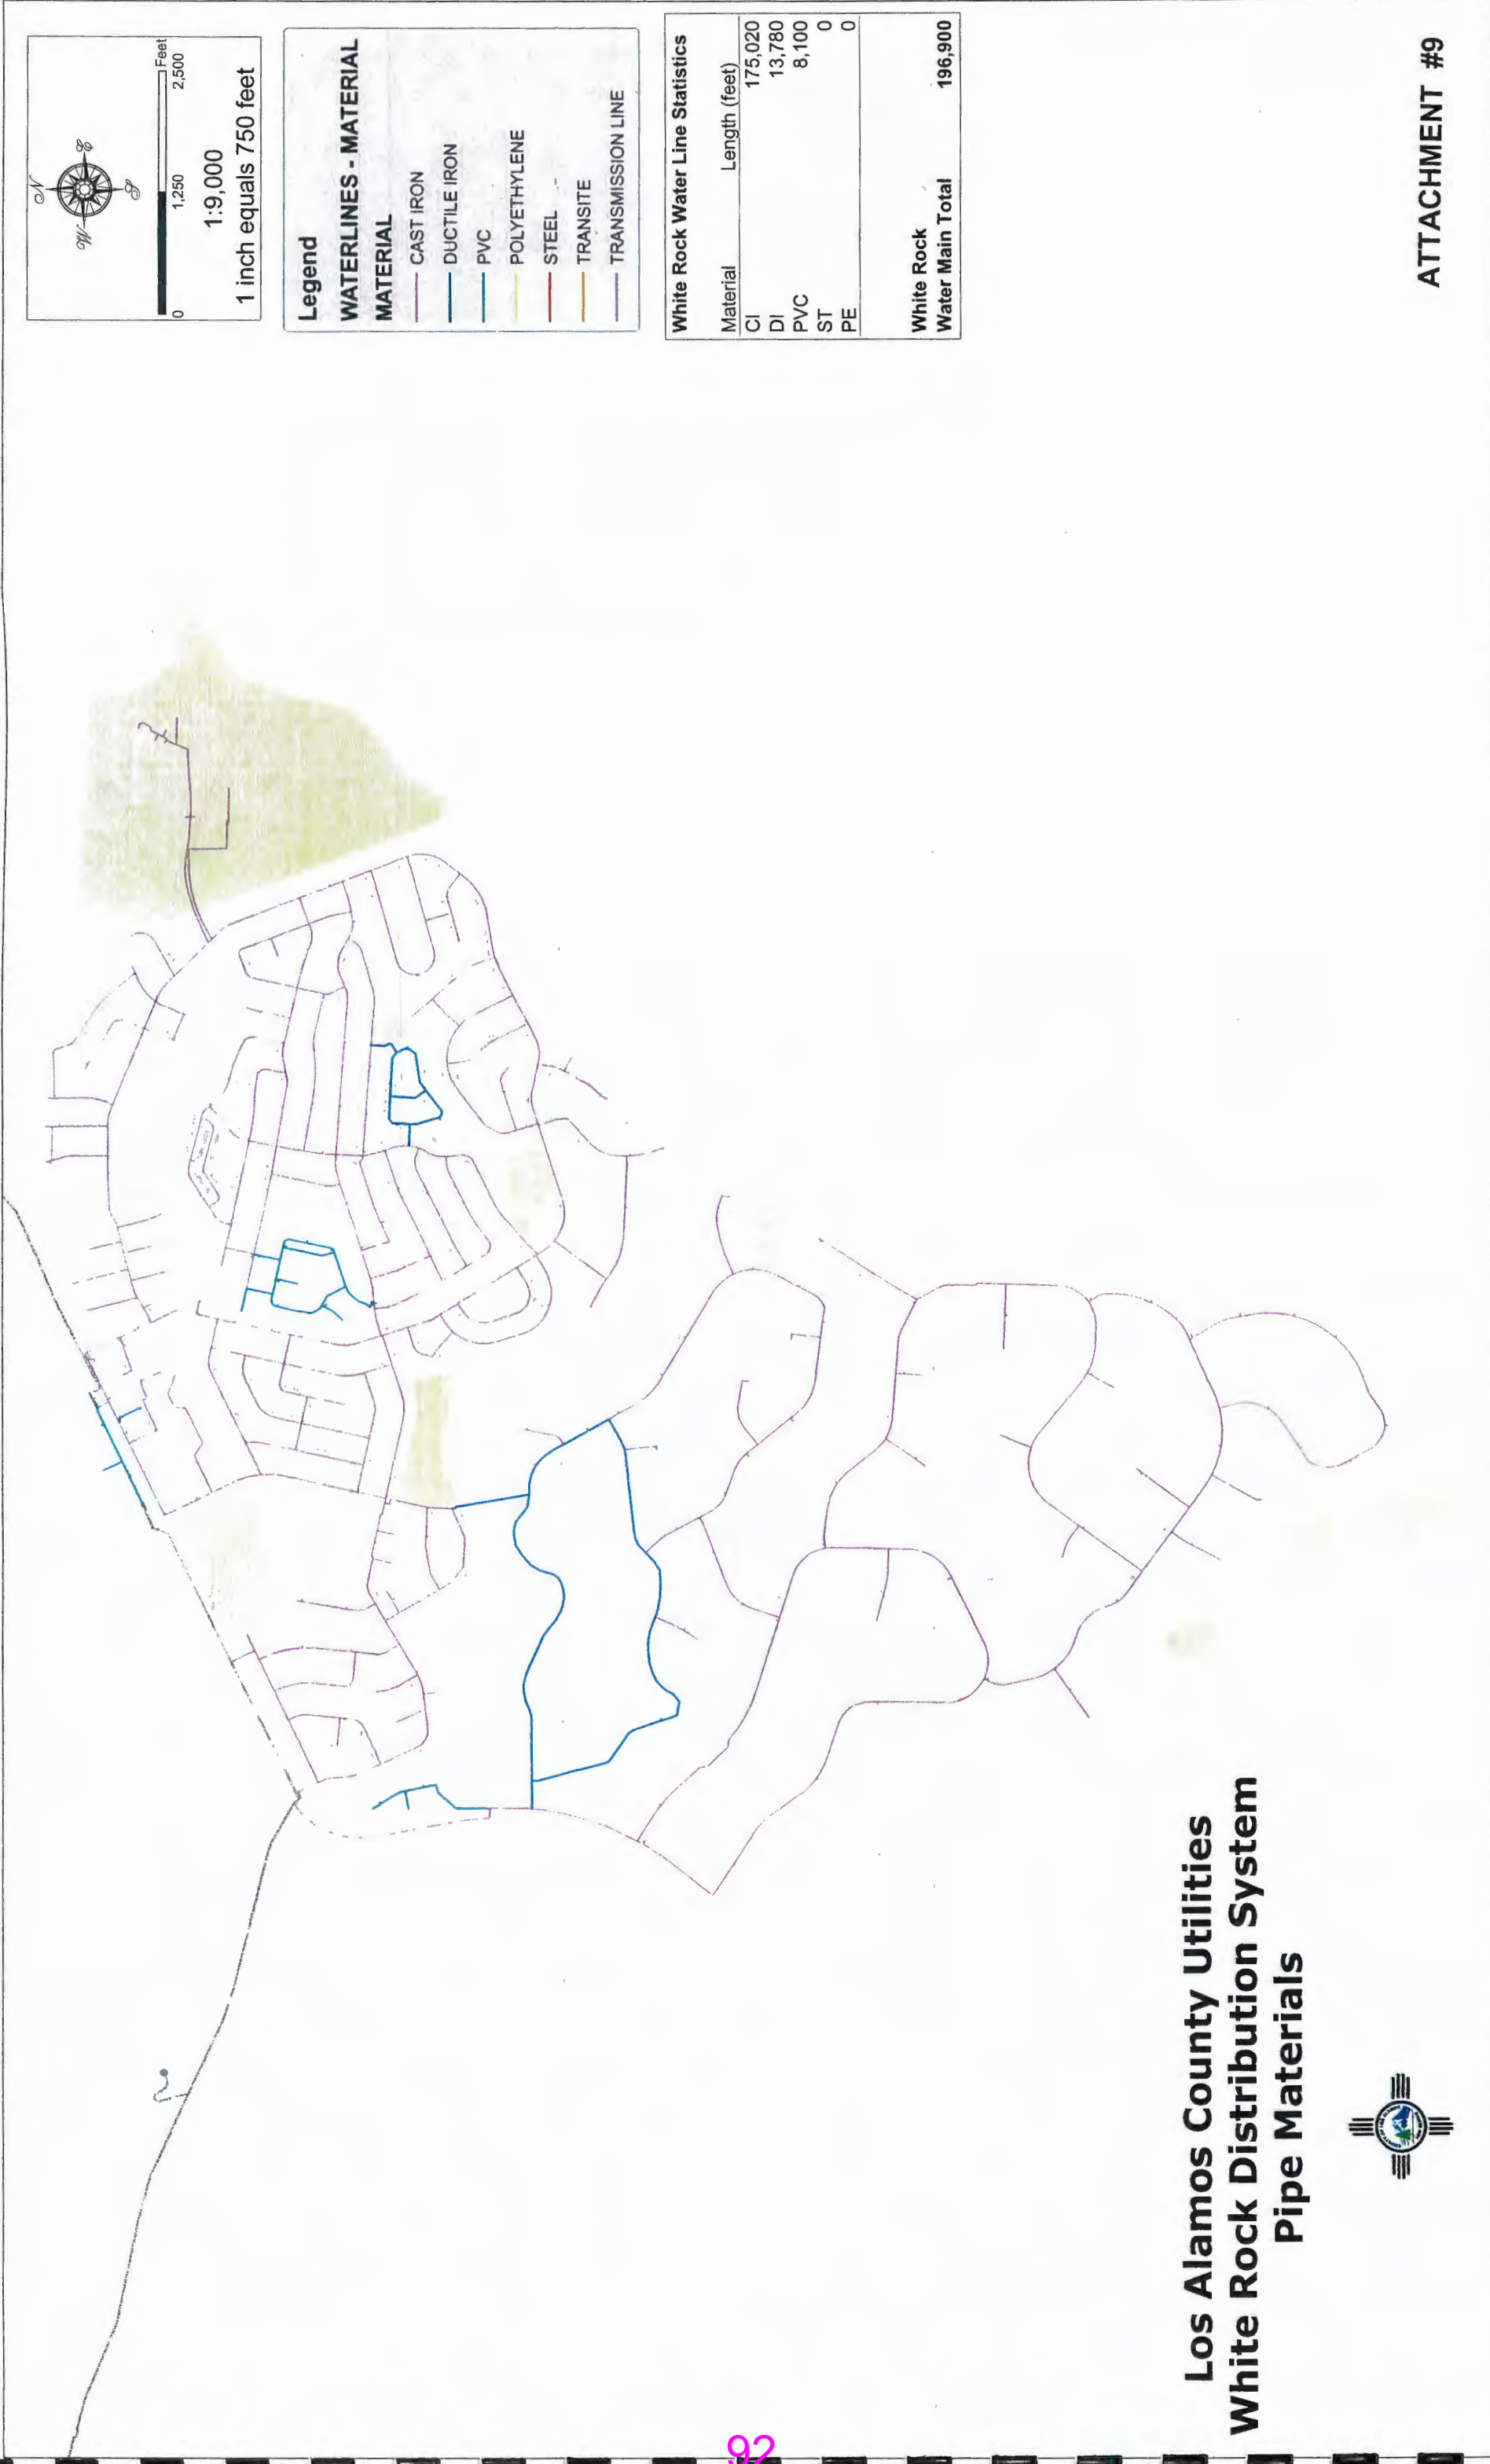 N
W
E
S
0 1,250 2,500 Feet
1:9,000
1 inch equals 750 feet
Legend
WATERLINES - MATERIAL
MATERIAL
CAST IRON
DUCTILE IRON
PVC
POLYETHYLENE
STEEL
TRANSITE
TRANSMISSION LINE
White Rock Water Line Statistics
Material Length (feet)
CI 175,020
DI 13,780
PVC 8,100
ST 0
PE 0
White Rock
Water Main Total 196,900
ATTACHMENT #9
Los Alamos County Utilities
White Rock Distribution System
Pipe Materials
92